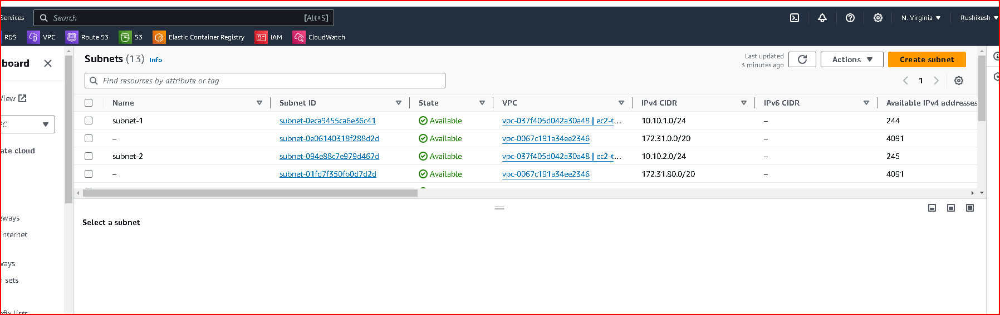 Services Search [Alt+S] N. Virginia Rushikesh
RDS VPC Route 53 S3 Elastic Container Registry IAM CloudWatch
board
View
ate cloud
eways
internet
ways
n sets
fix lists
Subnets (13) Info
Last updated
3 minutes ago
Actions
Create subnet
Find resources by attribute or tag
1
Name Subnet ID State VPC IPv4 CIDR IPv6 CIDR Available IPv4 addresses
subnet-1 subnet-0eca9455ca6e36c41 Available vpc-037f405d042a30a48 | ec2-t... 10.10.1.0/24 – 244
– subnet-0e06140318f288d2d Available vpc-0067c191a34ee2346 172.31.0.0/20 – 4091
subnet-2 subnet-094e88c7e979d467d Available vpc-037f405d042a30a48 | ec2-t... 10.10.2.0/24 – 245
– subnet-01fd7f350fb0d7d2d Available vpc-0067c191a34ee2346 172.31.80.0/20 – 4091
Select a subnet